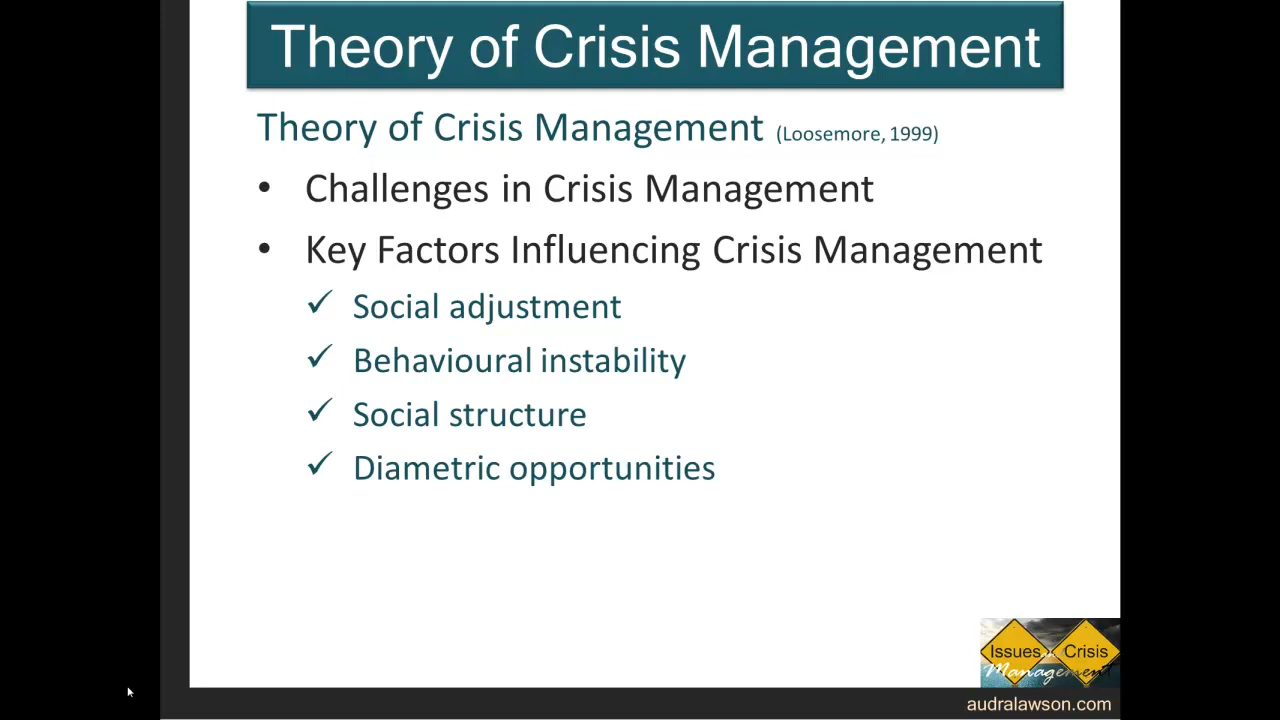 Theory of Crisis Management
Theory of Crisis Management (Loosemore, 1999)
• Challenges in Crisis Management
• Key Factors Influencing Crisis Management
✓ Social adjustment
✓ Behavioural instability
✓ Social structure
✓ Diametric opportunities
Issues Crisis
Management
audralawson.com